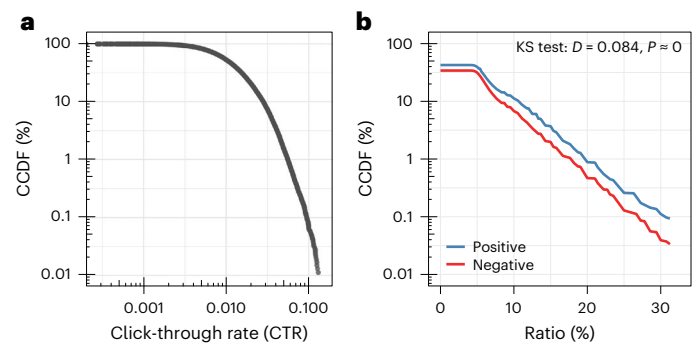 a
100
10
1
0.1
0.01
CCDF (%)
0.001 0.010 0.100
Click-through rate (CTR)
b
KS test: D = 0.084, P ≈ 0
100
10
1
0.1
0.01
CCDF (%)
Positive
Negative
0 10 20 30
Ratio (%)